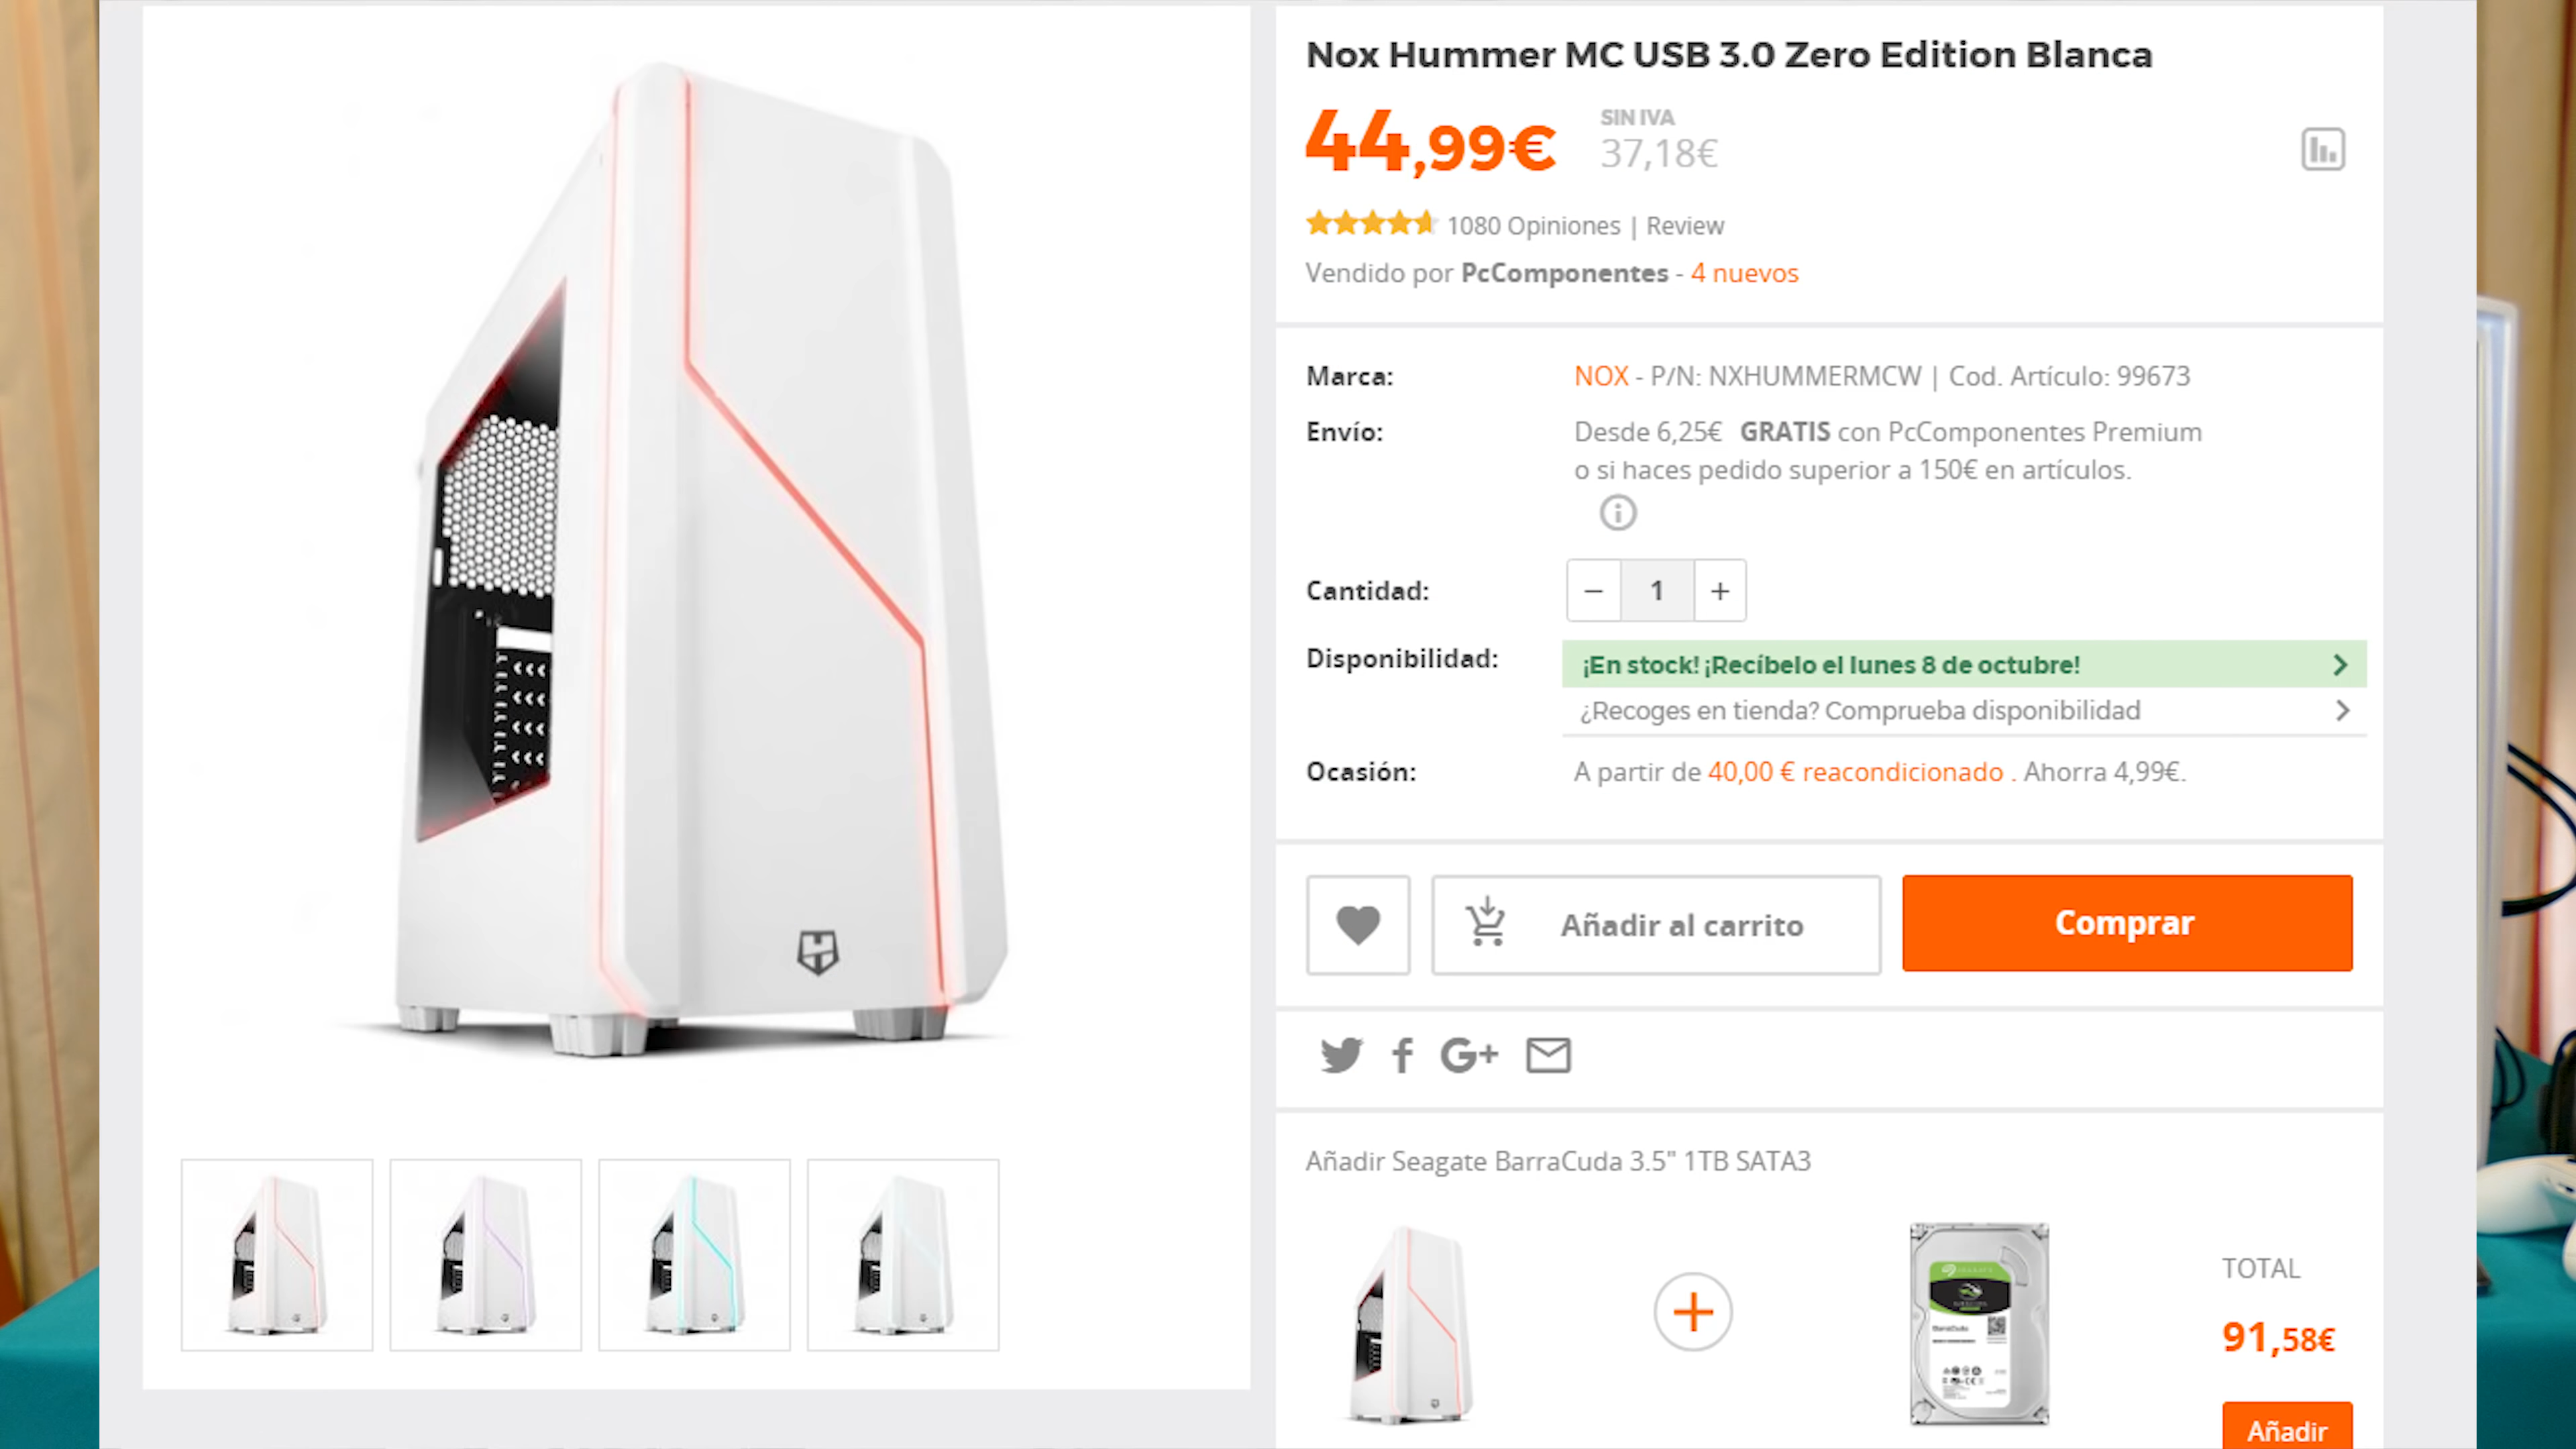 Nox Hummer MC USB 3.0 Zero Edition Blanca
44,99€
SIN IVA
37,18€
1080 Opiniones | Review
Vendido por PcComponentes - 4 nuevos
Marca:
NOX - P/N: NXHUMMERMCW | Cod. Artículo: 99673
Envío:
Desde 6,25€ GRATIS con PcComponentes Premium
o si haces pedido superior a 150€ en artículos.
Cantidad:
− 1 +
Disponibilidad:
¡En stock! ¡Recíbelo el lunes 8 de octubre!
¿Recoges en tienda? Comprueba disponibilidad
Ocasión:
A partir de 40,00 € reacondicionado . Ahorra 4,99€.
Añadir al carrito
Comprar
f G+
Añadir Seagate BarraCuda 3.5" 1TB SATA3
TOTAL
91,58€
Añadir